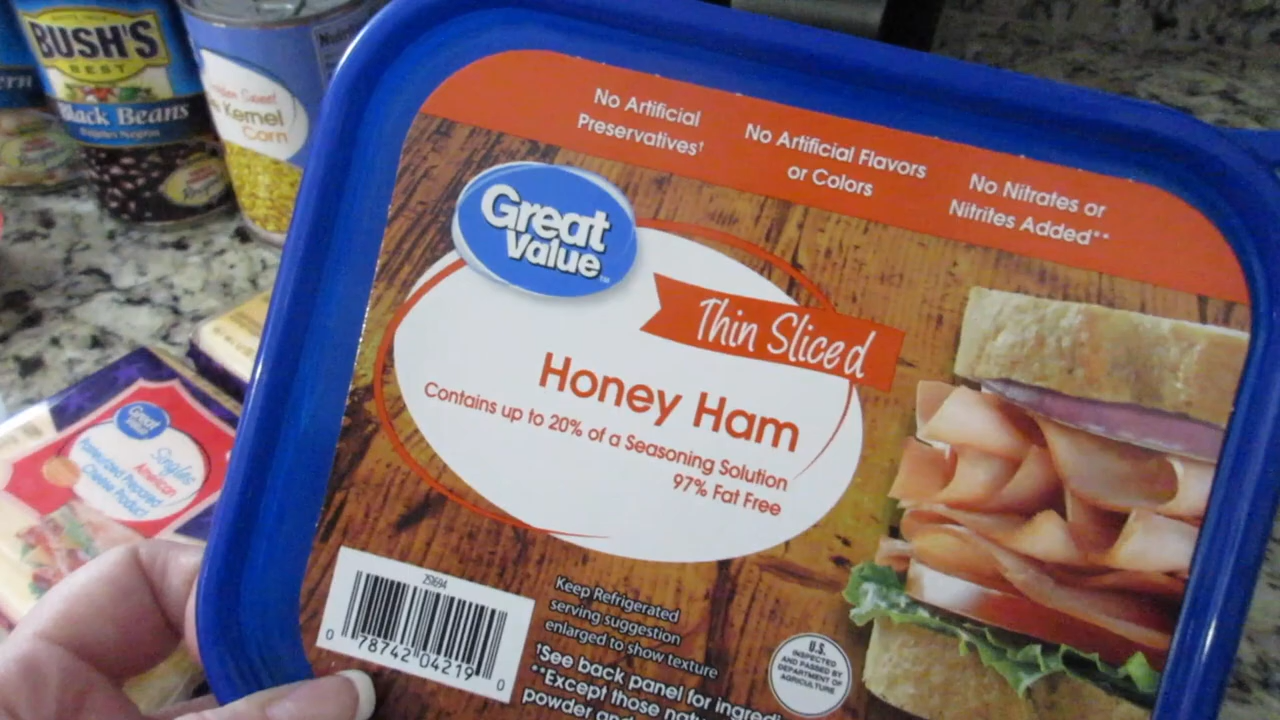 BUSH'S
BEST
Black Beans
Kernel
Corn
No Artificial
Preservatives†
No Artificial Flavors
or Colors
No Nitrates or
Nitrites Added**
Great
Value
Thin Sliced
Honey Ham
Contains up to 20% of a Seasoning Solution
97% Fat Free
Great
Value
Singles
American
Pasteurized Prepared
Cheese Product
251694
0 78742 04219 0
Keep Refrigerated
serving suggestion
enlarged to show texture
†See back panel for ingredi
**Except those natu
powder and
U.S.
INSPECTED
AND PASSED BY
DEPARTMENT OF
AGRICULTURE